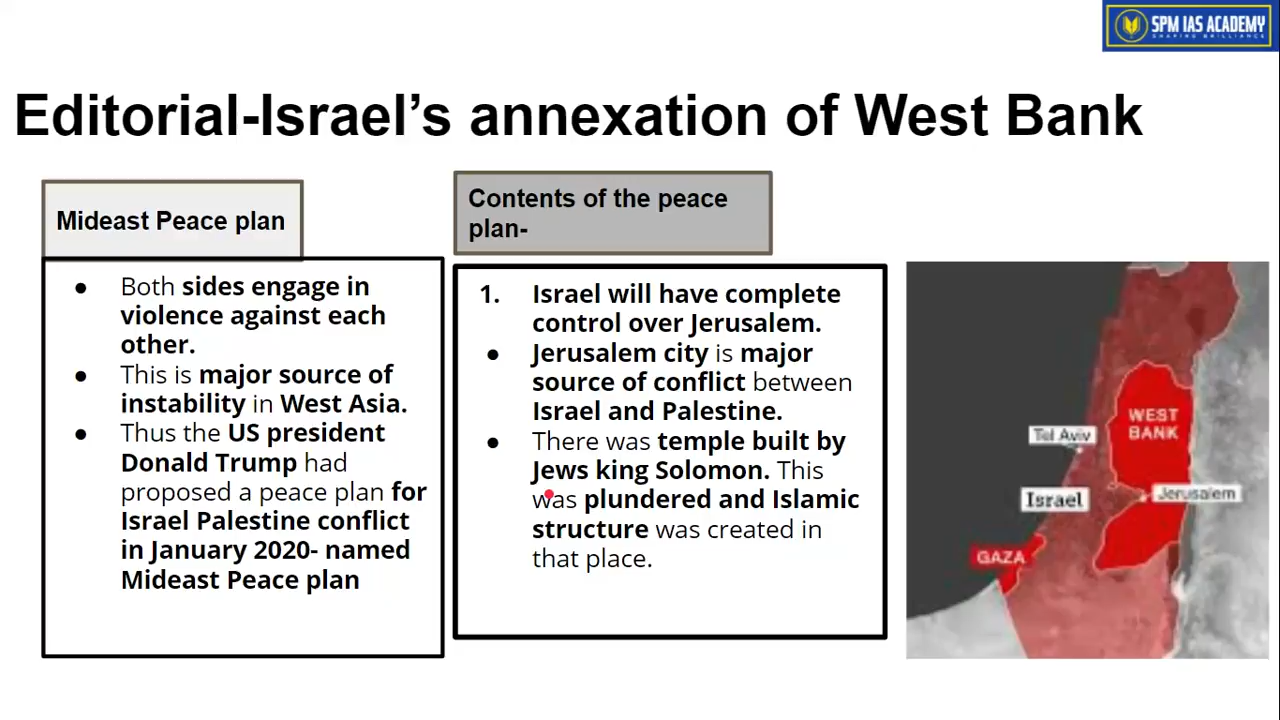 SPM IAS ACADEMY
SHAPING BRILLIANCE
Editorial-Israel's annexation of West Bank
Mideast Peace plan
● Both sides engage in
violence against each
other.
● This is major source of
instability in West Asia.
● Thus the US president
Donald Trump had
proposed a peace plan for
Israel Palestine conflict
in January 2020- named
Mideast Peace plan
Contents of the peace
plan-
1. Israel will have complete
control over Jerusalem.
● Jerusalem city is major
source of conflict between
Israel and Palestine.
● There was temple built by
Jews king Solomon. This
was plundered and Islamic
structure was created in
that place.
WEST
BANK
Tel Aviv
Jerusalem
Israel
GAZA